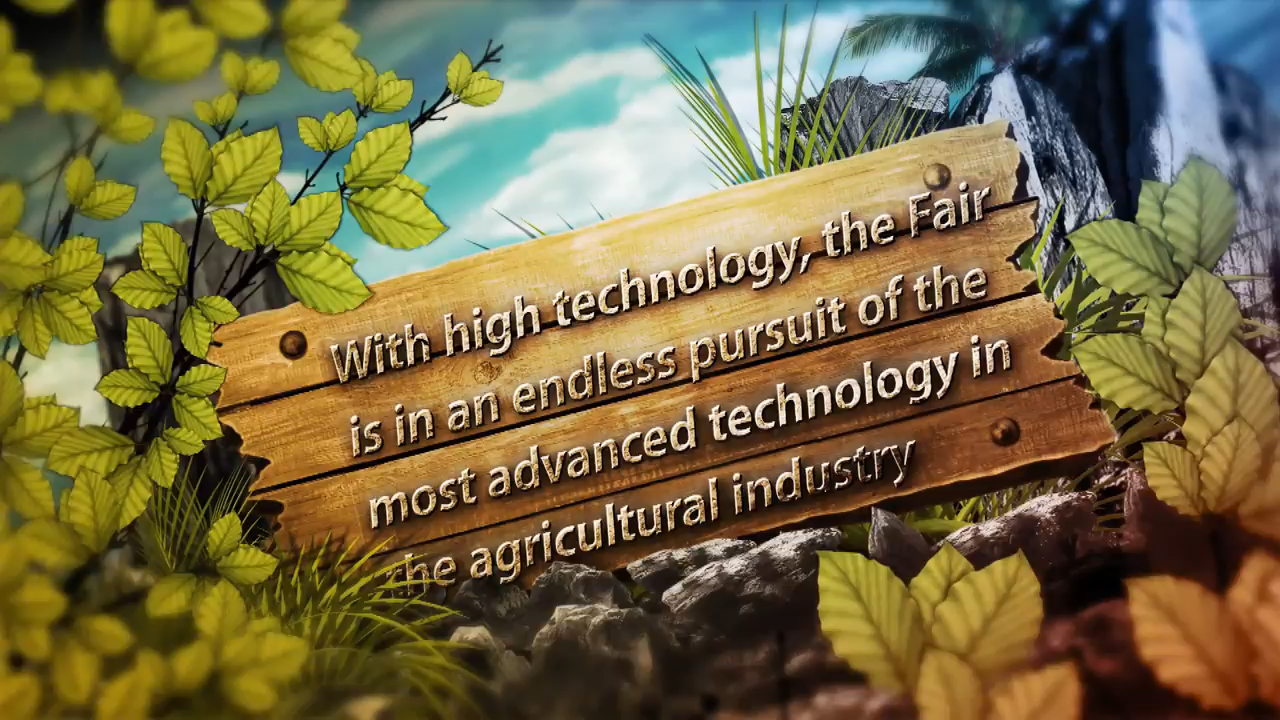 With high technology, the Fair
is in an endless pursuit of the
most advanced technology in
the agricultural industry